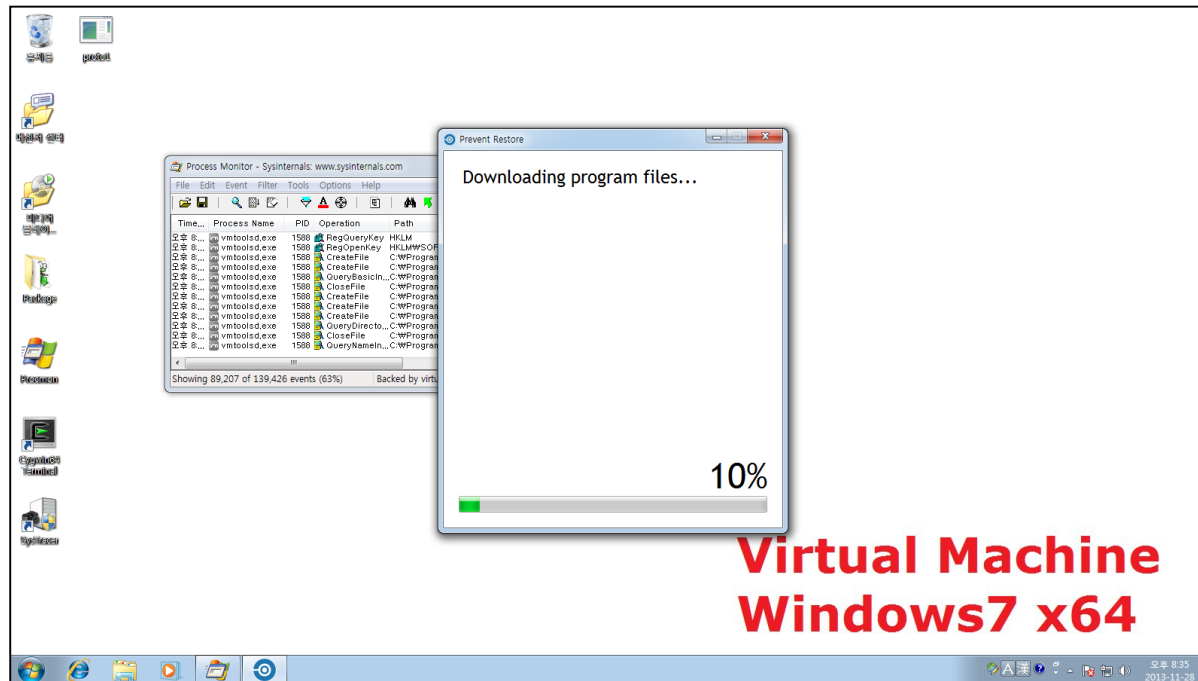 휴지통
proto1
Package
Procmon
Cygwin64
Terminal
SysTracer
Process Monitor - Sysinternals: www.sysinternals.com
File Edit Event Filter Tools Options Help
Time... Process Name PID Operation Path
오후 8:... vmtoolsd.exe 1588 RegQueryKey HKLM
오후 8:... vmtoolsd.exe 1588 RegOpenKey HKLM₩SOF
오후 8:... vmtoolsd.exe 1588 CreateFile C:₩Program
오후 8:... vmtoolsd.exe 1588 CreateFile C:₩Program
오후 8:... vmtoolsd.exe 1588 QueryBasicIn... C:₩Program
오후 8:... vmtoolsd.exe 1588 CloseFile C:₩Program
오후 8:... vmtoolsd.exe 1588 CreateFile C:₩Program
오후 8:... vmtoolsd.exe 1588 CreateFile C:₩Program
오후 8:... vmtoolsd.exe 1588 CreateFile C:₩Program
오후 8:... vmtoolsd.exe 1588 QueryDirecto... C:₩Program
오후 8:... vmtoolsd.exe 1588 CloseFile C:₩Program
오후 8:... vmtoolsd.exe 1588 QueryNameIn... C:₩Program
Showing 89,207 of 139,426 events (63%) Backed by virtu
Prevent Restore
Downloading program files...
10%
Virtual Machine
Windows7 x64
A 漢
오후 8:35
2013-11-28